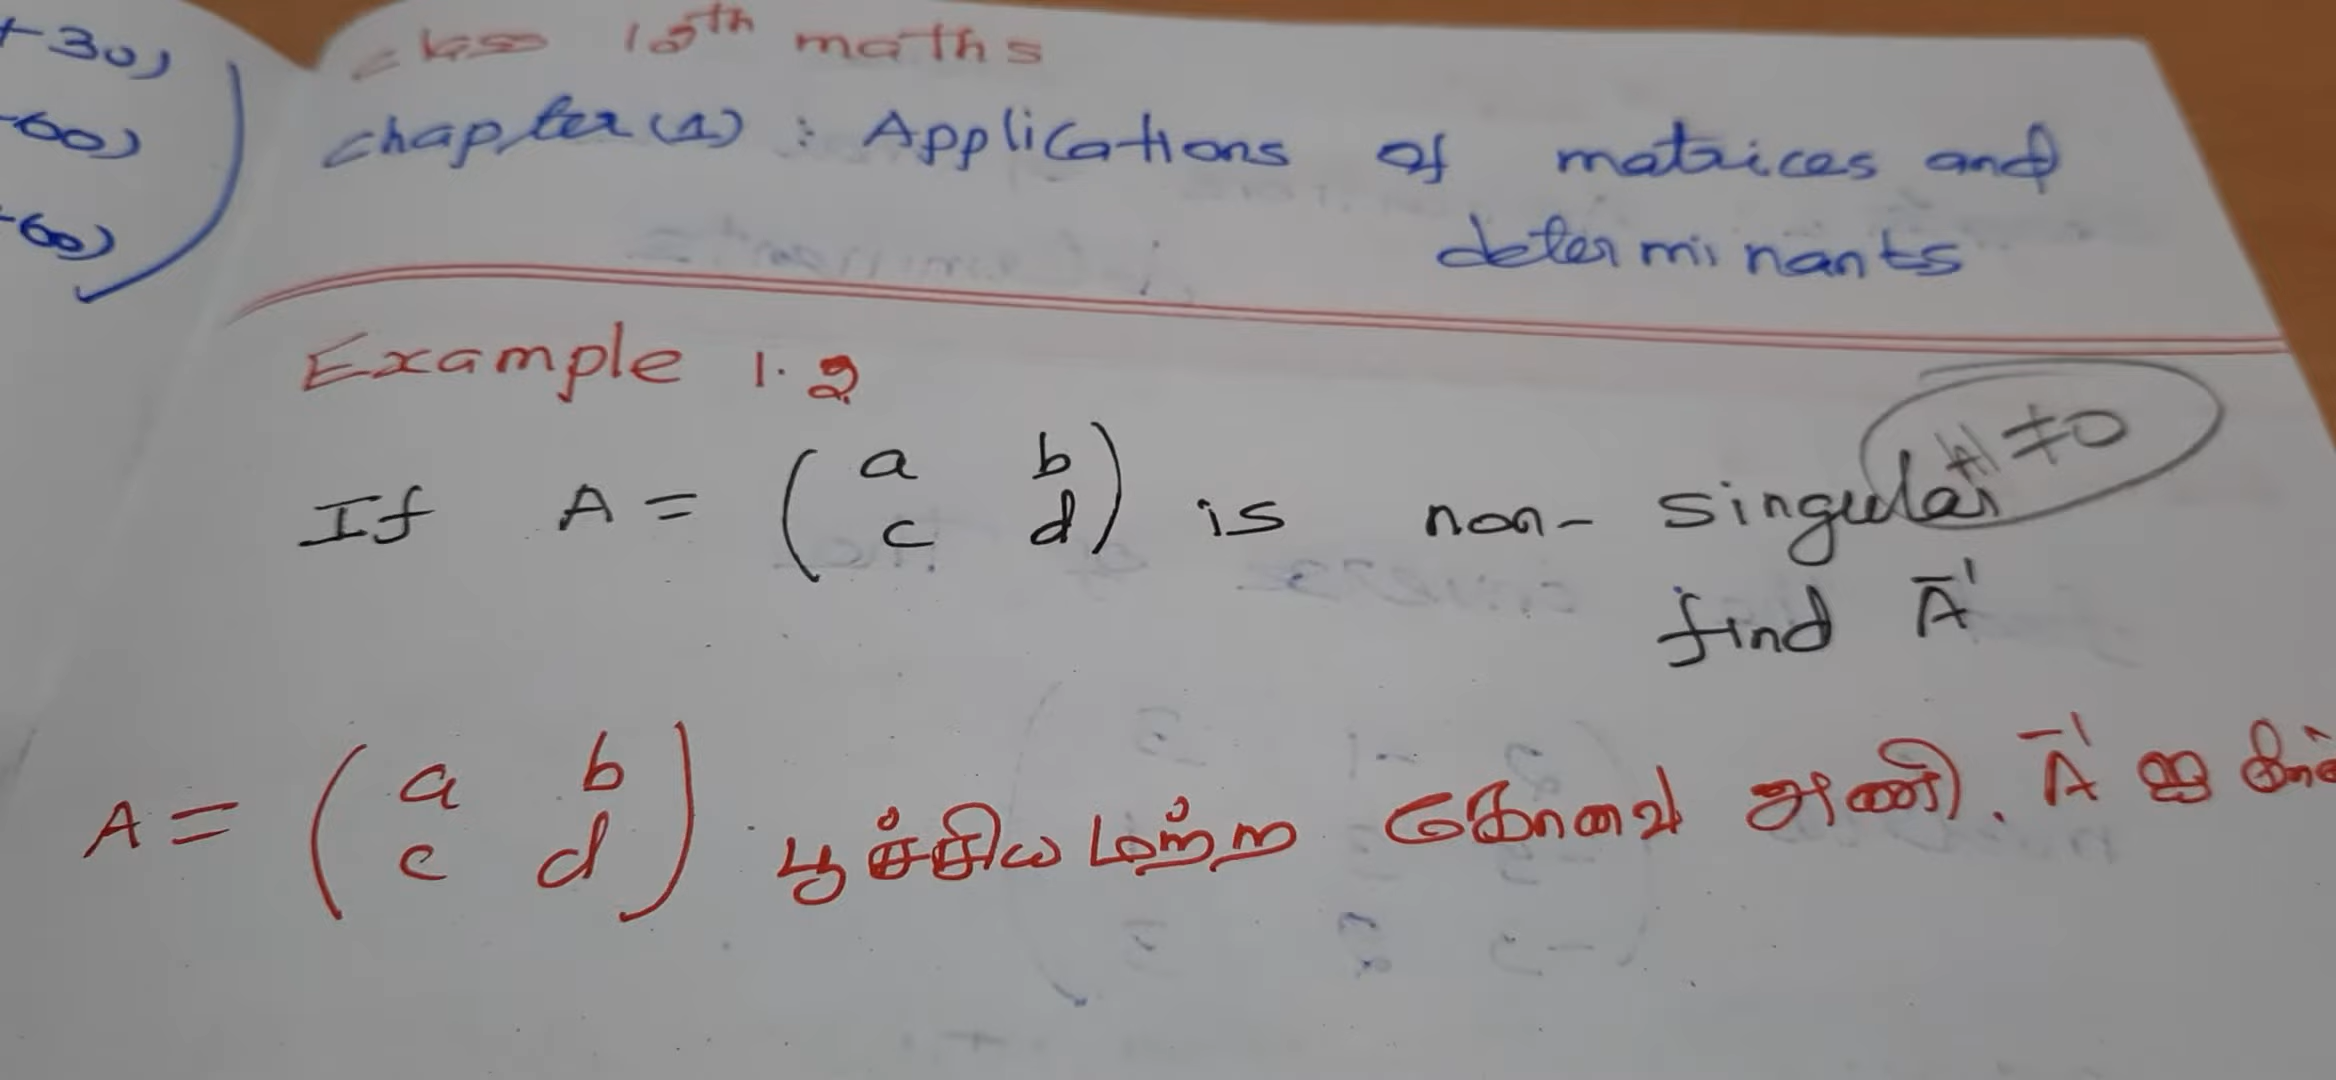 +30)
-60)
-60)
class 12th maths
chapter (1) : Applications of matrices and
determinants
Example 1.2
|A| ≠ 0
If A = ( a b
c d ) is non- singular
find A⁻¹
A = ( a b
c d ) பூச்சியமற்ற கோவை அணி. A⁻¹ ஐ